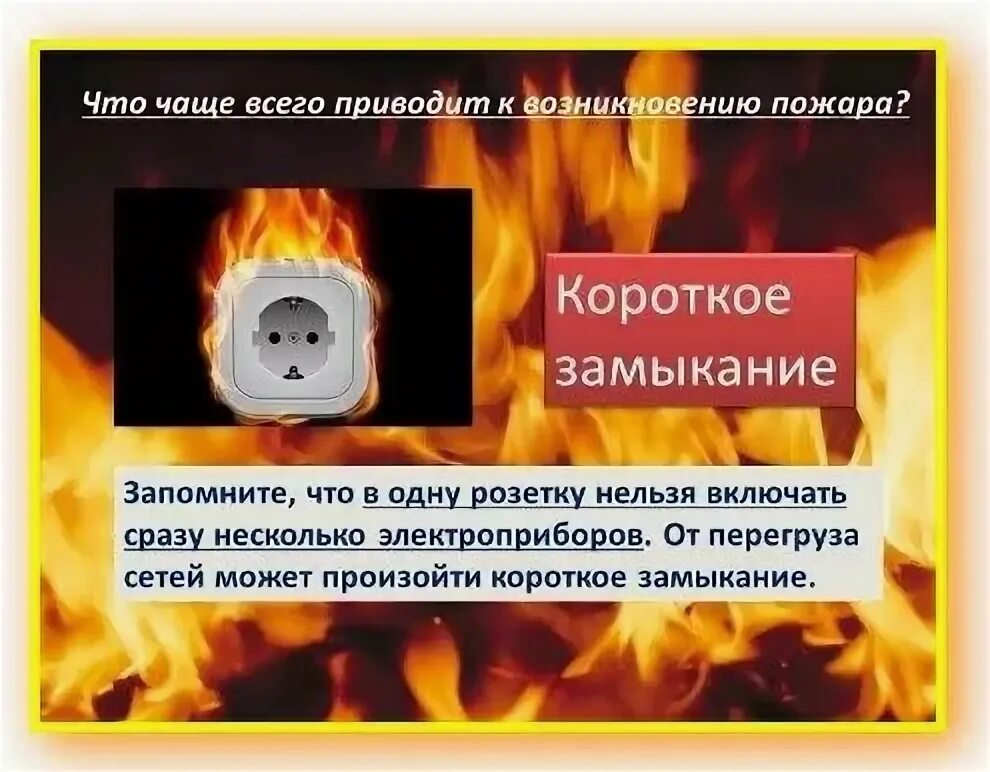 Что чаще всего приводит к возникновению пожара?
Короткое
замыкание
Запомните, что в одну розетку нельзя включать
сразу несколько электроприборов. От перегруза
сетей может произойти короткое замыкание.